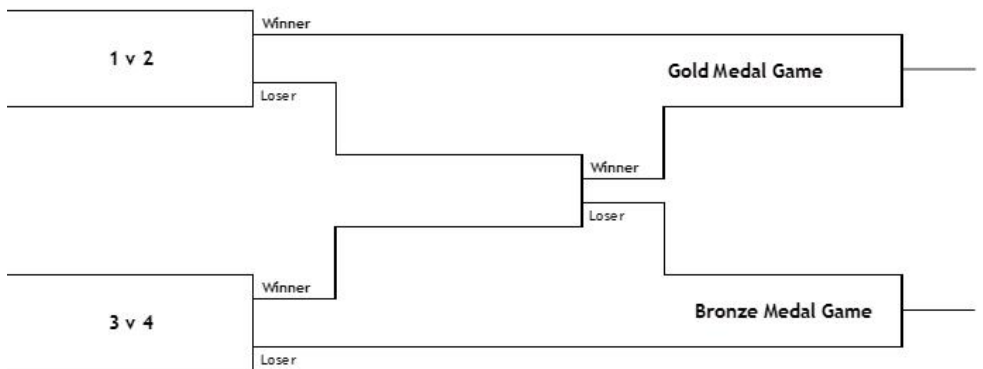 Winner
1 v 2
Gold Medal Game
Loser
Winner
Loser
Winner
3 v 4
Bronze Medal Game
Loser